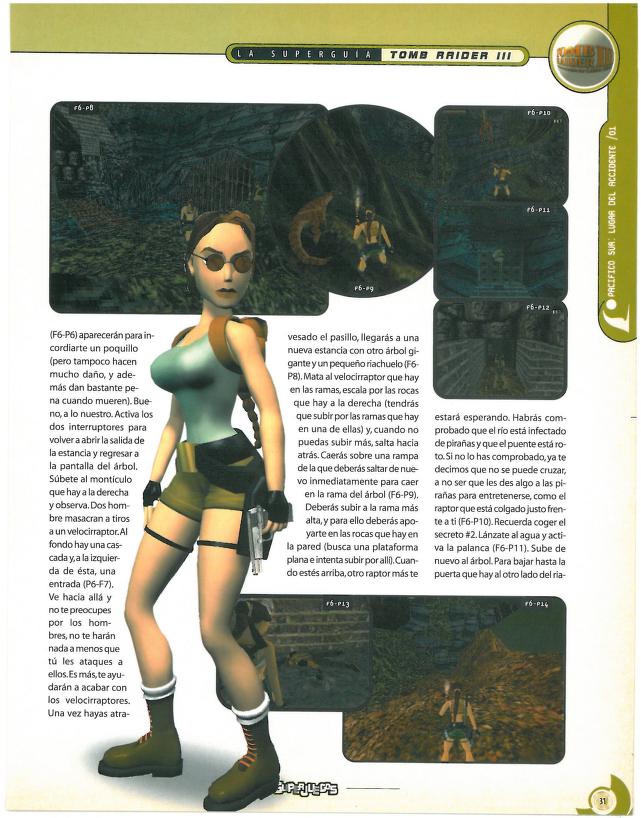 LA SUPERGUÍA TOMB RAIDER III
TOMB RAIDER III
PACIFICO SUR: LUGAR DEL ACCIDENTE /01
F6-P8
F6-P9
F6-P10
F6-P11
F6-P12
(F6-P6) aparecerán para in-
cordiarte un poquillo
(pero tampoco hacen
mucho daño, y ade-
más dan bastante pe-
na cuando mueren). Bue-
no, a lo nuestro. Activa los
dos interruptores para
volver a abrir la salida de
la estancia y regresar a
la pantalla del árbol.
Súbete al montículo
que hay a la derecha
y observa. Dos hom-
bre masacran a tiros
a un velocirraptor. Al
fondo hay una cas-
cada y, a la izquier-
da de ésta, una
entrada (P6-F7).
Ve hacia allá y
no te preocupes
por los hom-
bres, no te harán
nada a menos que
tú les ataques a
ellos. Es más, te ayu-
darán a acabar con
los velocirraptores.
Una vez hayas atra-
vesado el pasillo, llegarás a una
nueva estancia con otro árbol gi-
gante y un pequeño riachuelo (F6-
P8). Mata al velocirraptor que hay
en las ramas, escala por las rocas
que hay a la derecha (tendrás
que subir por las ramas que hay
en una de ellas) y, cuando no
puedas subir más, salta hacia
atrás. Caerás sobre una rampa
de la que deberás saltar de nue-
vo inmediatamente para caer
en la rama del árbol (F6-P9).
Deberás subir a la rama más
alta, y para ello deberás apo-
yarte en las rocas que hay en
la pared (busca una plataforma
plana e intenta subir por allí). Cuan-
do estés arriba, otro raptor más te
estará esperando. Habrás com-
probado que el río está infectado
de pirañas y que el puente está ro-
to. Si no lo has comprobado, ya te
decimos que no se puede cruzar,
a no ser que les des algo a las pi-
rañas para entretenerse, como el
raptor que está colgado justo fren-
te a ti (F6-P10). Recuerda coger el
secreto #2. Lánzate al agua y acti-
va la palanca (F6-P11). Sube de
nuevo al árbol. Para bajar hasta la
puerta que hay al otro lado del ria-
F6-P13
F6-P14
SUPERJUEGOS
31